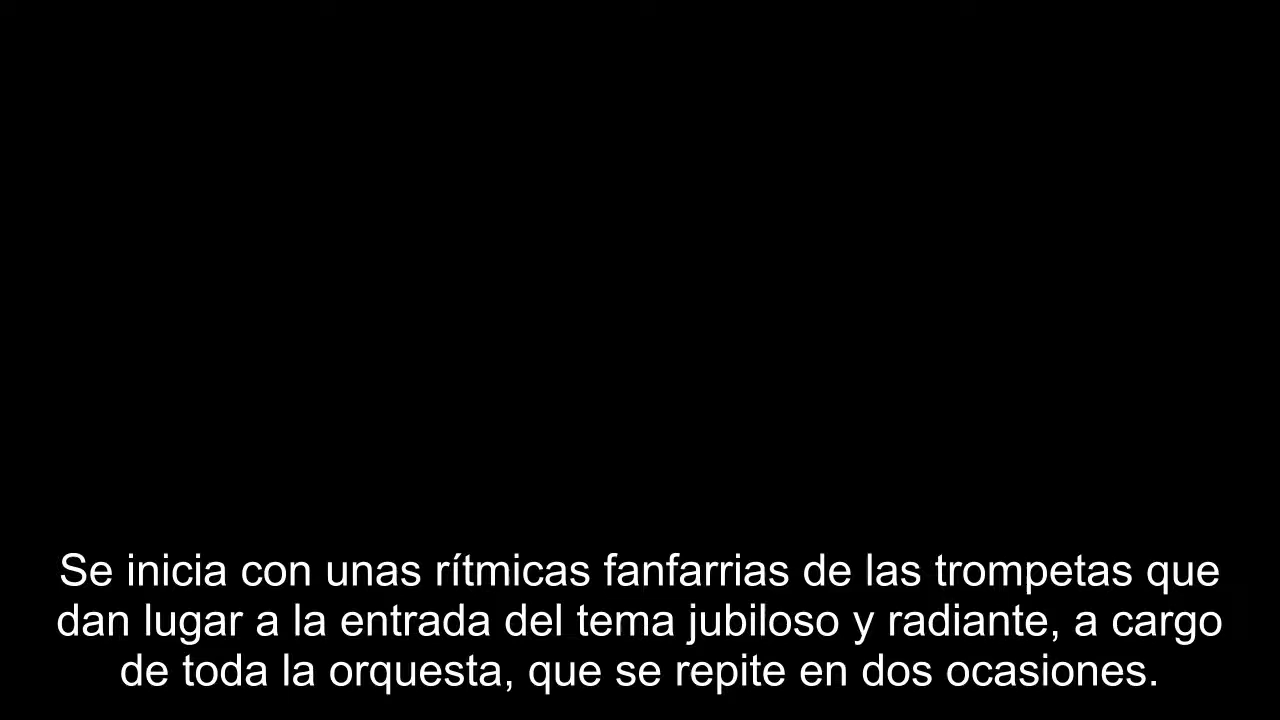 Se inicia con unas rítmicas fanfarrias de las trompetas que
dan lugar a la entrada del tema jubiloso y radiante, a cargo
de toda la orquesta, que se repite en dos ocasiones.